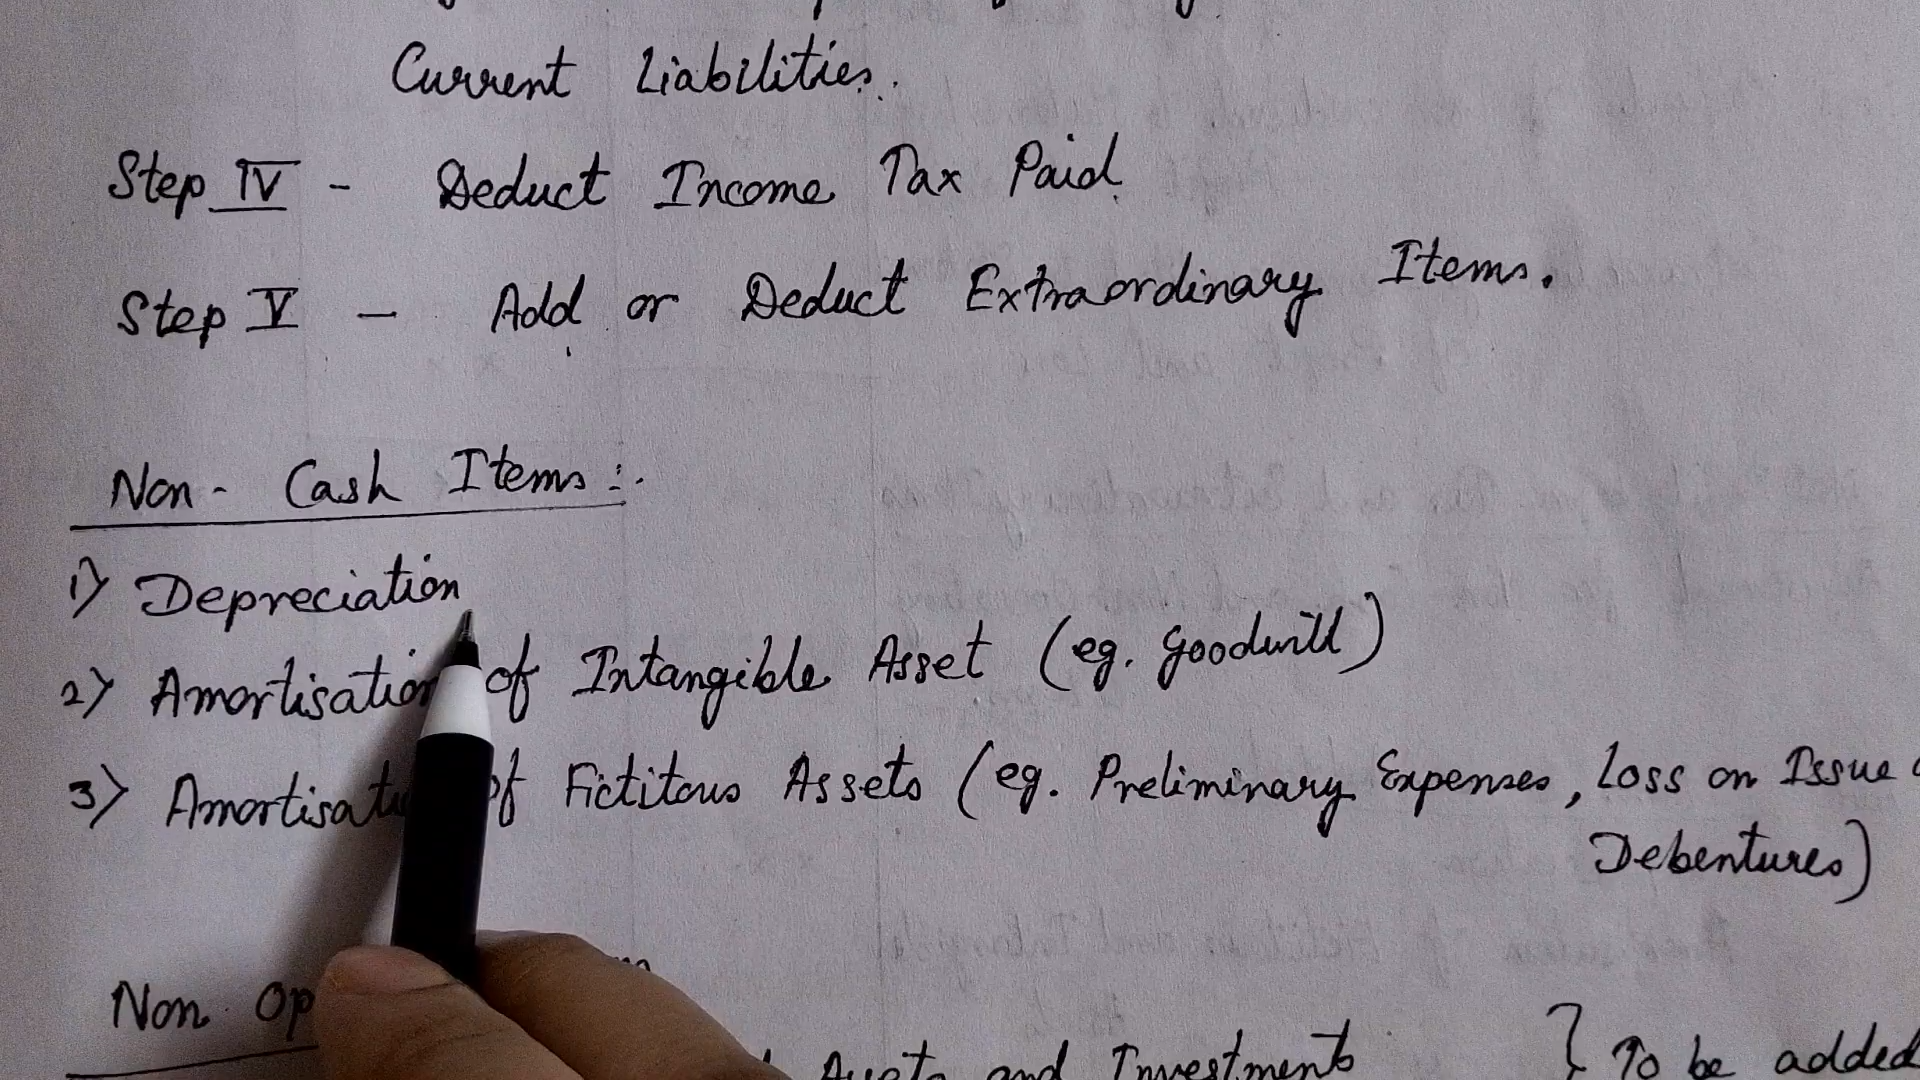 Current Liabilities.
Step IV - Deduct Income Tax Paid
Step V - Add or Deduct Extraordinary Items.
Non- Cash Items :-
1) Depreciation
2) Amortisation of Intangible Asset (eg. Goodwill)
3) Amortisation of Fictitous Assets (eg. Preliminary Expenses, Loss on Issue
Debentures)
Non Op
Assets and Investments } To be added